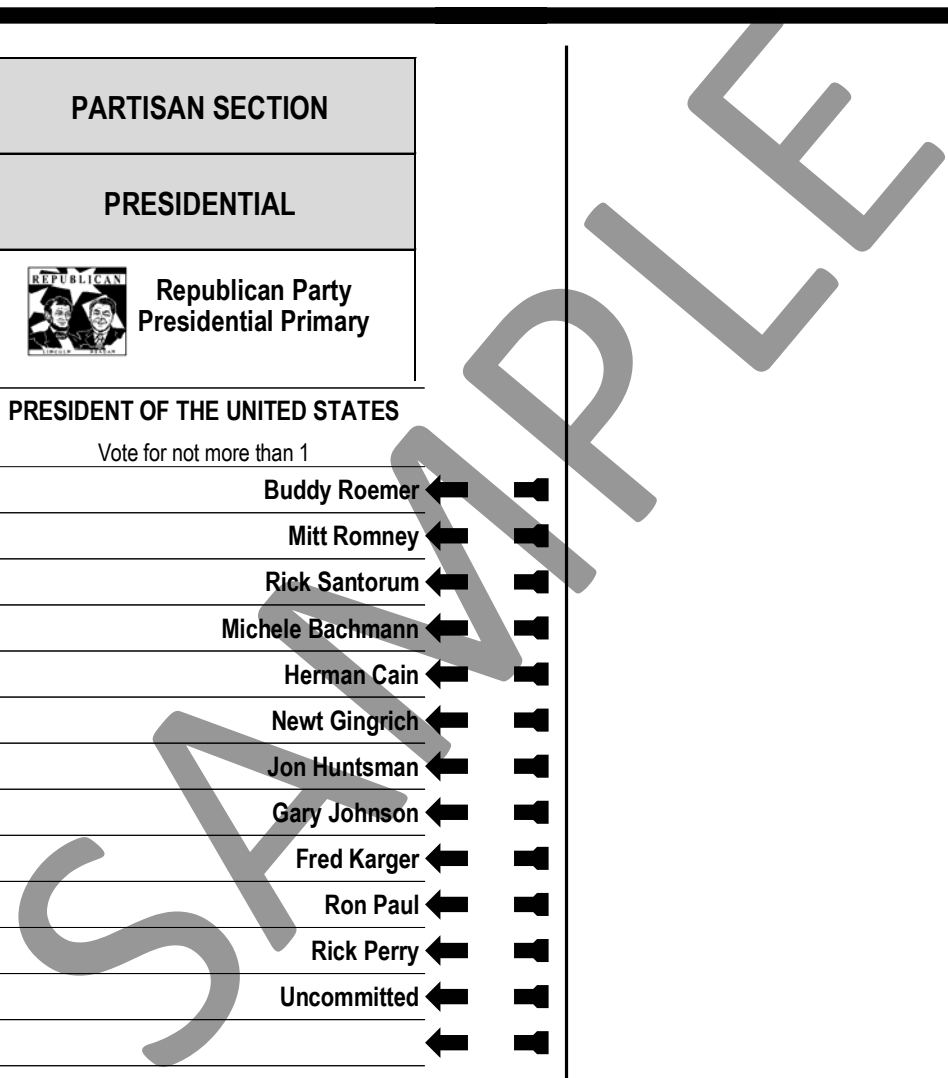 PARTISAN SECTION
PRESIDENTIAL
REPUBLICAN
LINCOLN REAGAN
Republican Party
Presidential Primary
PRESIDENT OF THE UNITED STATES
Vote for not more than 1
Buddy Roemer
Mitt Romney
Rick Santorum
Michele Bachmann
Herman Cain
Newt Gingrich
Jon Huntsman
Gary Johnson
Fred Karger
Ron Paul
Rick Perry
Uncommitted
SAMPLE